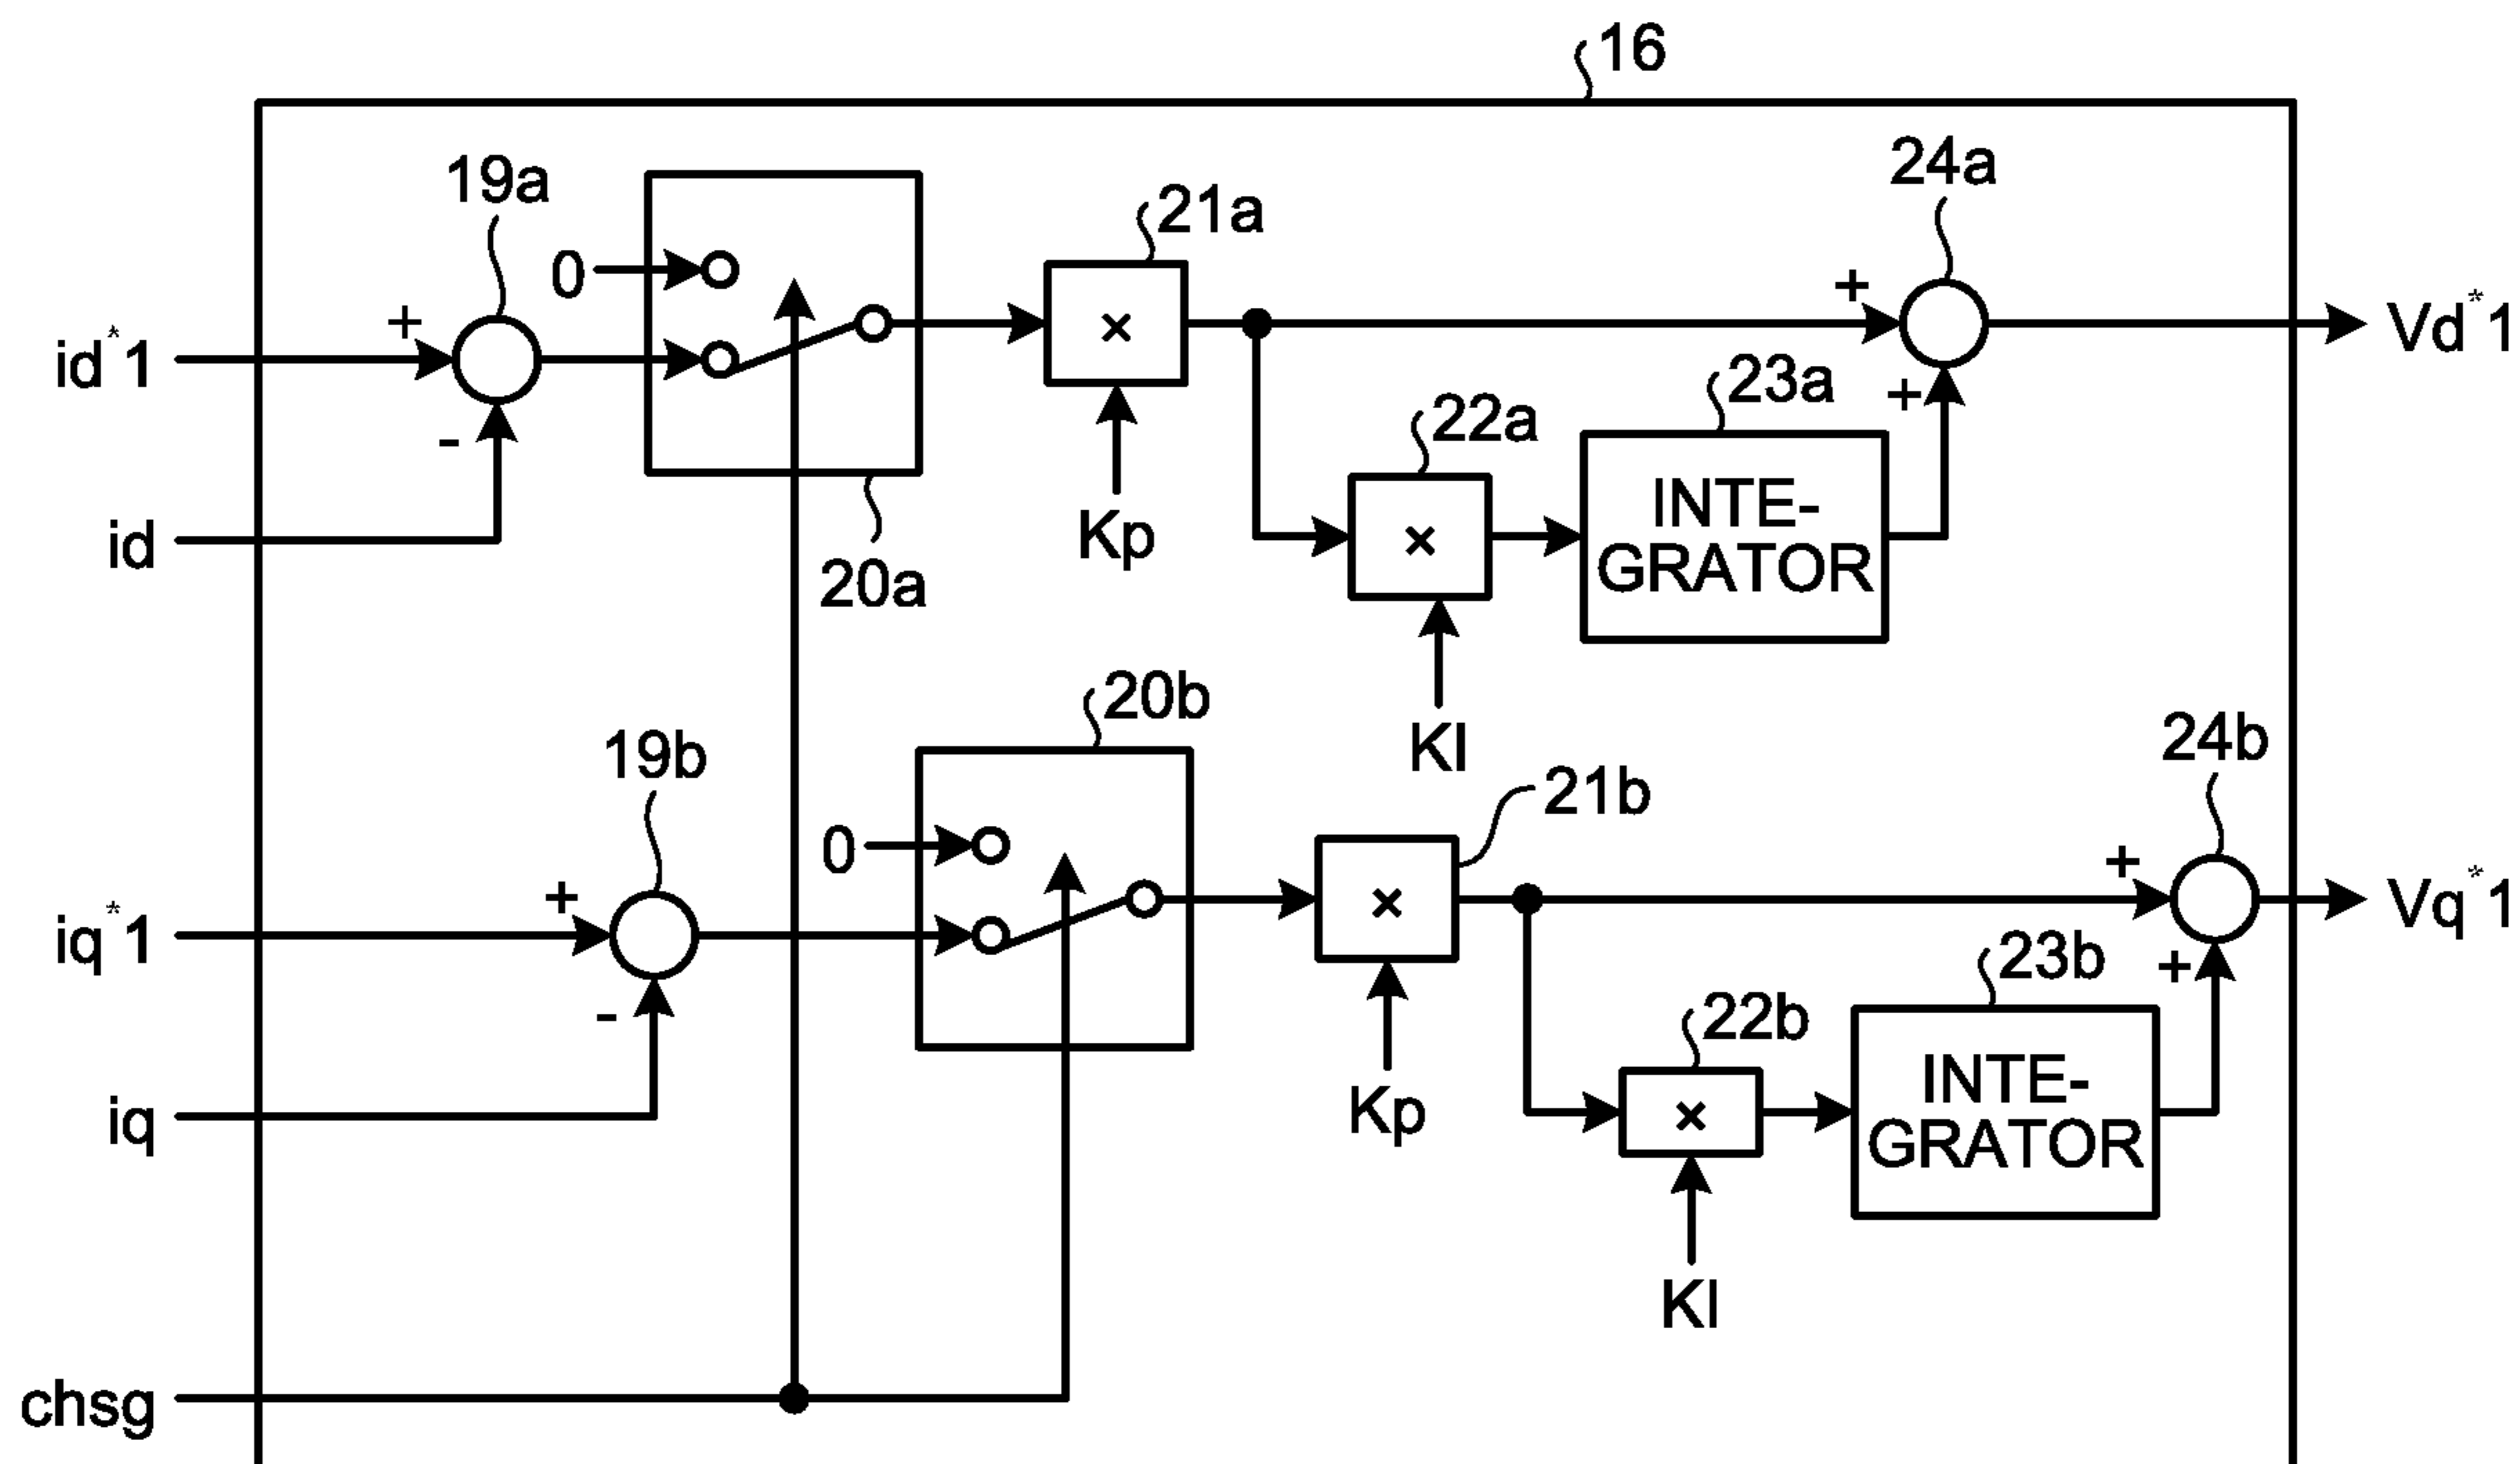 16
19a
24a
21a
0
+
+
id*1
×
Vd*1
23a
+
22a
-
INTE-
GRATOR
Kp
id
×
20a
20b
KI
19b
24b
21b
0
+
+
iq*1
×
Vq*1
23b
+
22b
-
INTE-
GRATOR
Kp
iq
×
KI
chsg